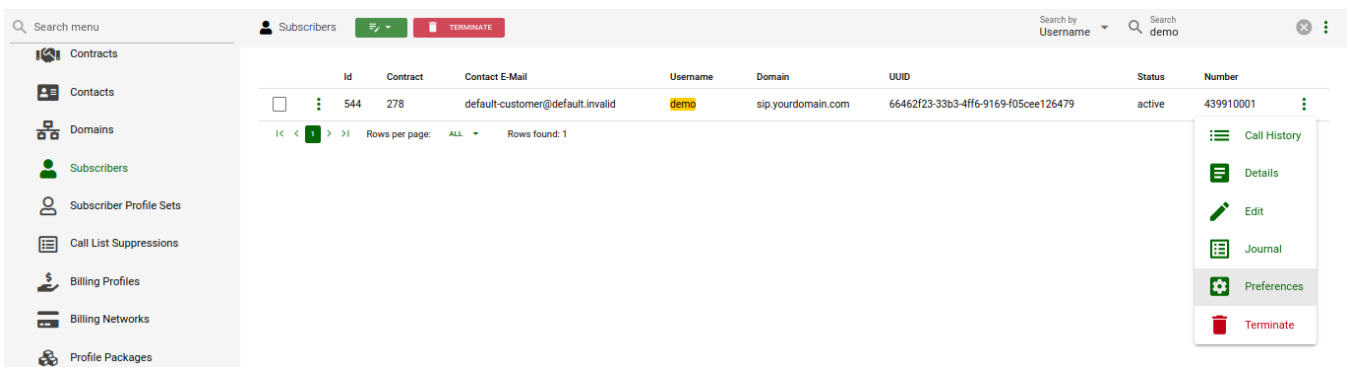 Search menu
Contracts
Contacts
Domains
Subscribers
Subscriber Profile Sets
Call List Suppressions
Billing Profiles
Billing Networks
Profile Packages
Subscribers
TERMINATE
Search by
Username
Search
demo
Id Contract Contact E-Mail Username Domain UUID Status Number
544 278 default-customer@default.invalid demo sip.yourdomain.com 66462f23-33b3-4ff6-9169-f05cee126479 active 439910001
1 Rows per page: ALL Rows found: 1
Call History
Details
Edit
Journal
Preferences
Terminate